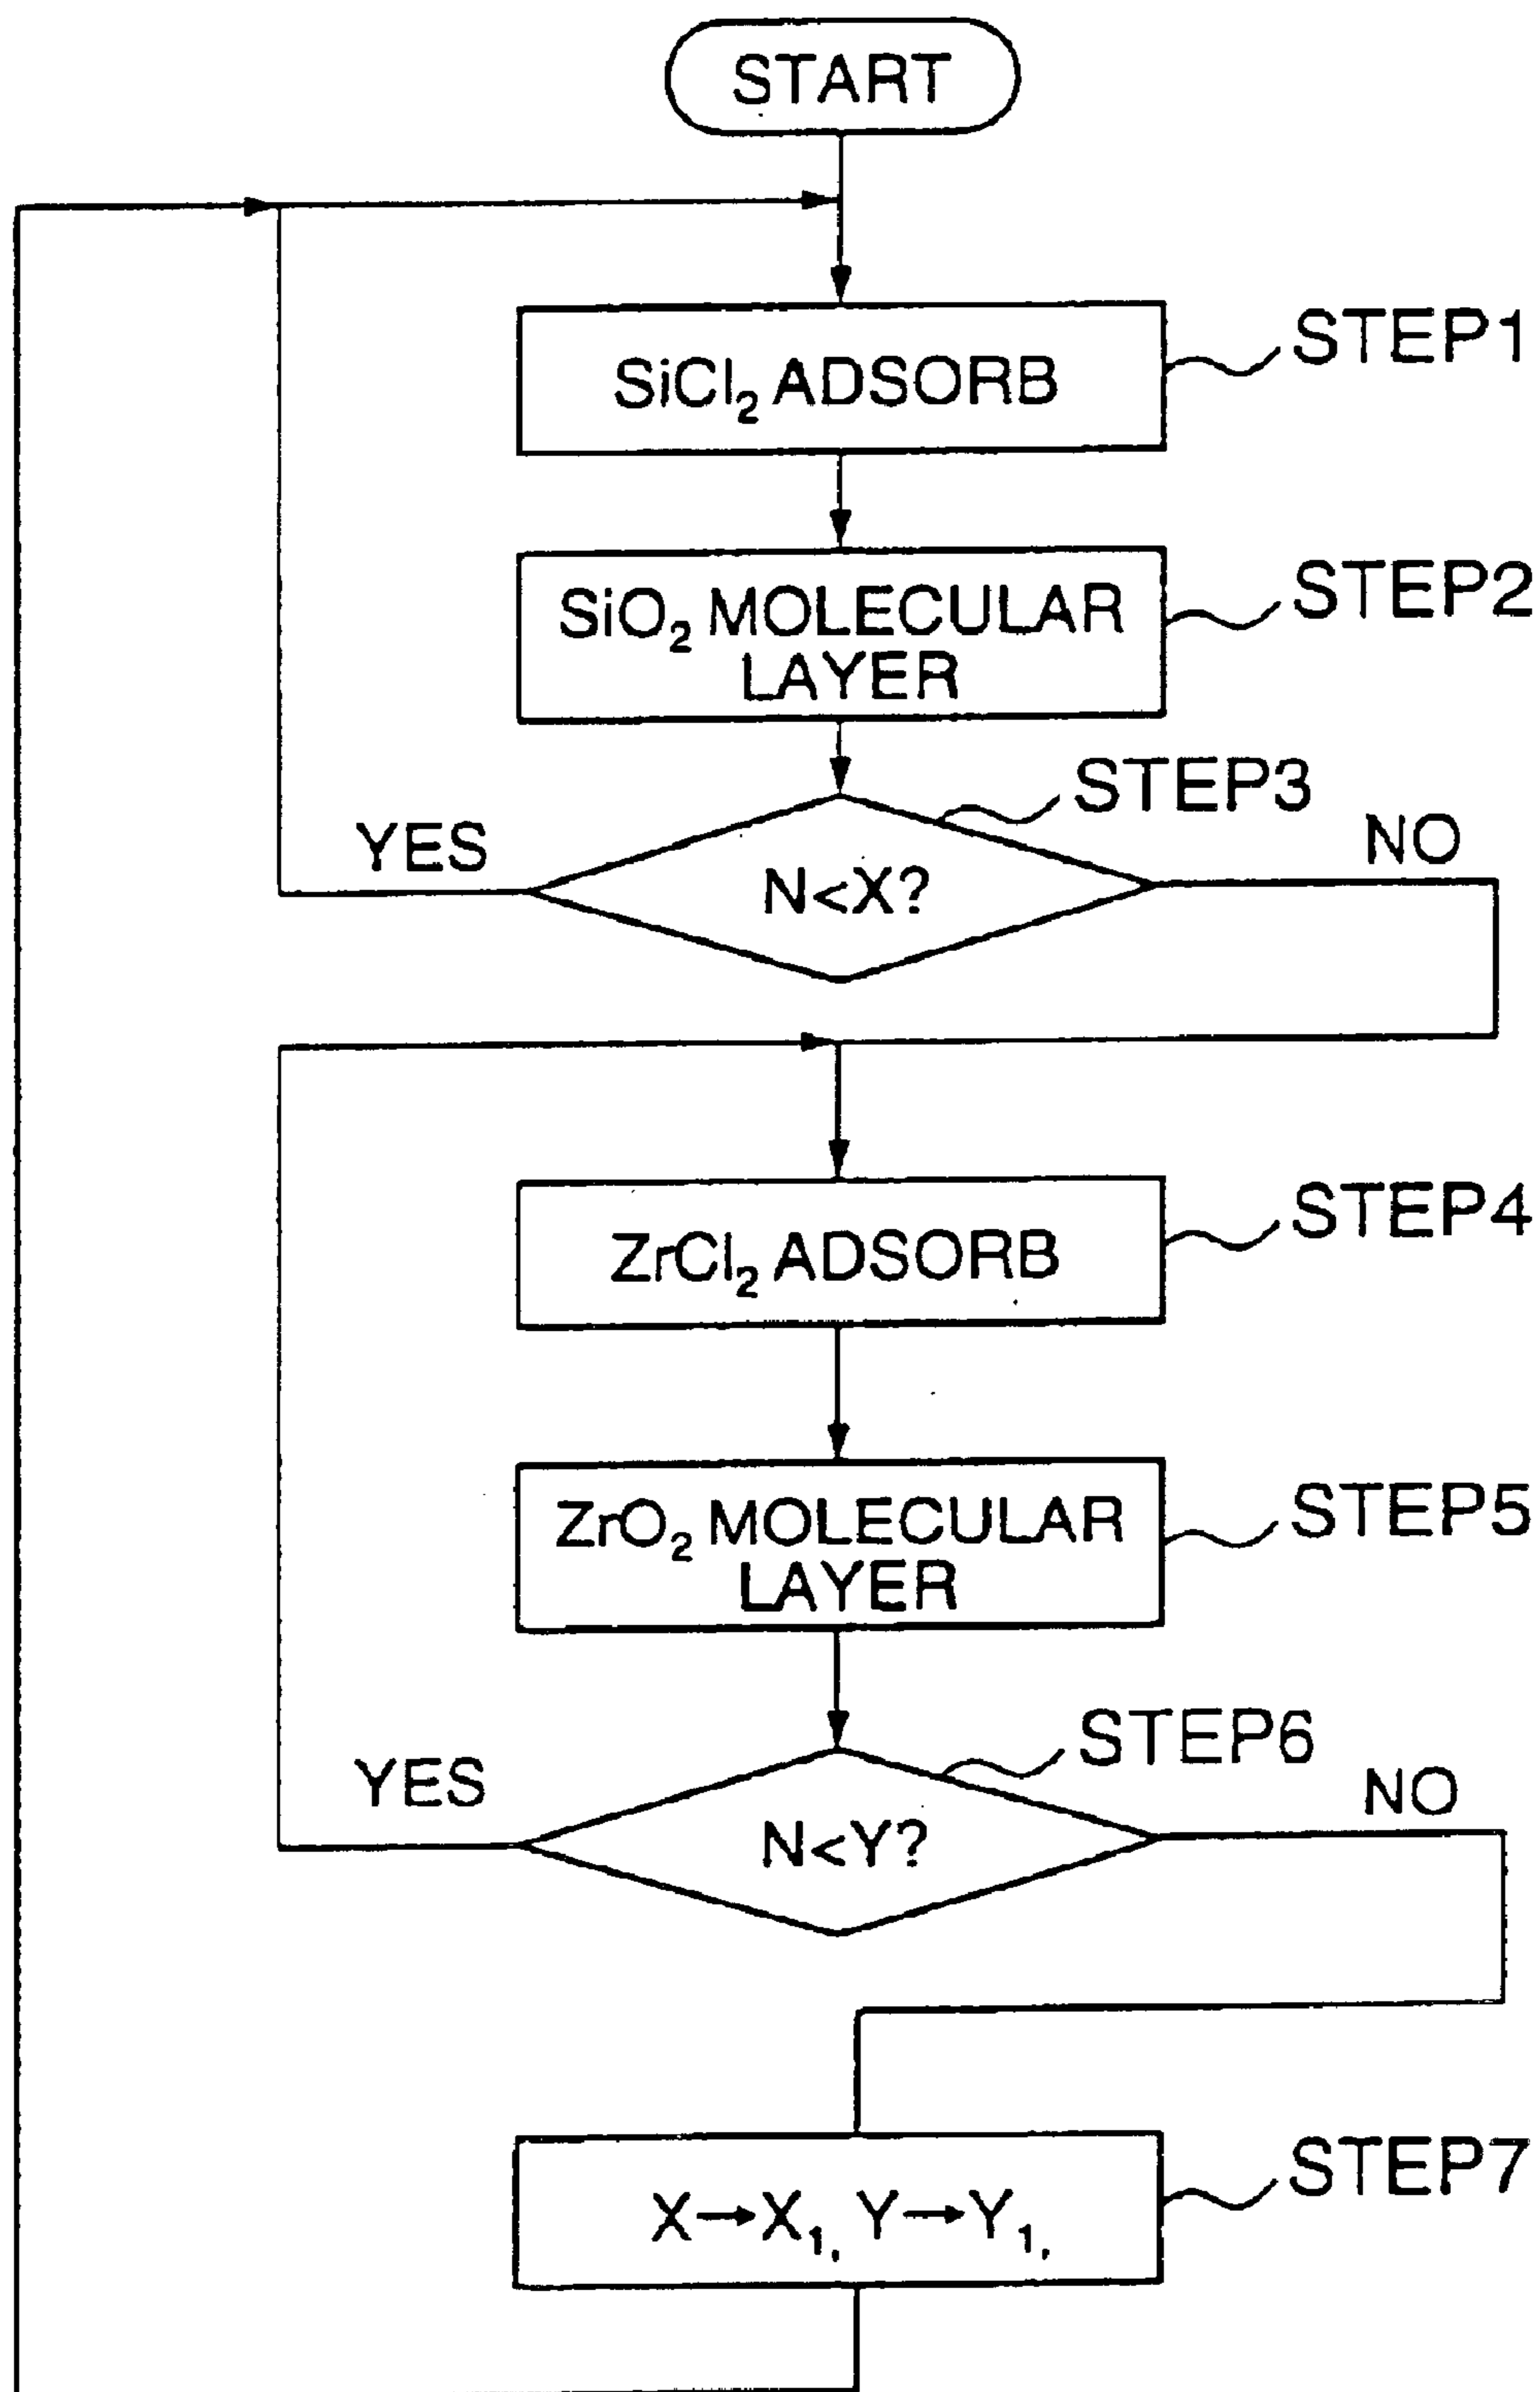 START
SiCl₂ ADSORB
STEP1
SiO₂ MOLECULAR
LAYER
STEP2
STEP3
YES
N<X?
NO
ZrCl₂ ADSORB
STEP4
ZrO₂ MOLECULAR
LAYER
STEP5
STEP6
YES
N<Y?
NO
X→X₁, Y→Y₁,
STEP7